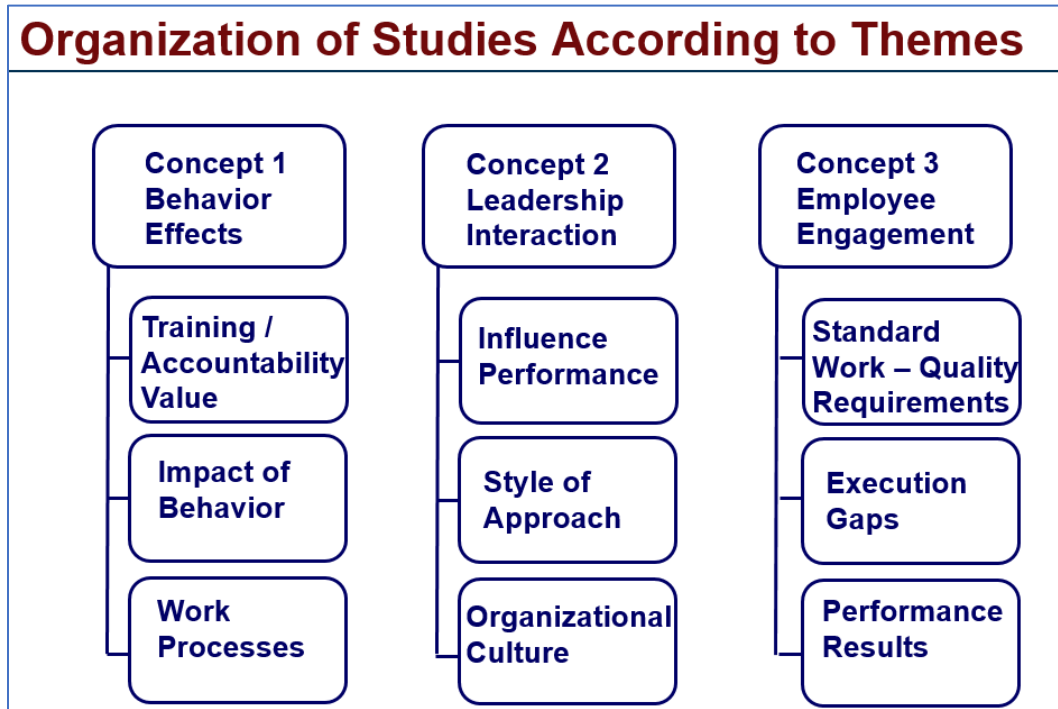 Organization of Studies According to Themes
Concept 1
Behavior
Effects
Training /
Accountability
Value
Impact of
Behavior
Work
Processes
Concept 2
Leadership
Interaction
Influence
Performance
Style of
Approach
Organizational
Culture
Concept 3
Employee
Engagement
Standard
Work – Quality
Requirements
Execution
Gaps
Performance
Results